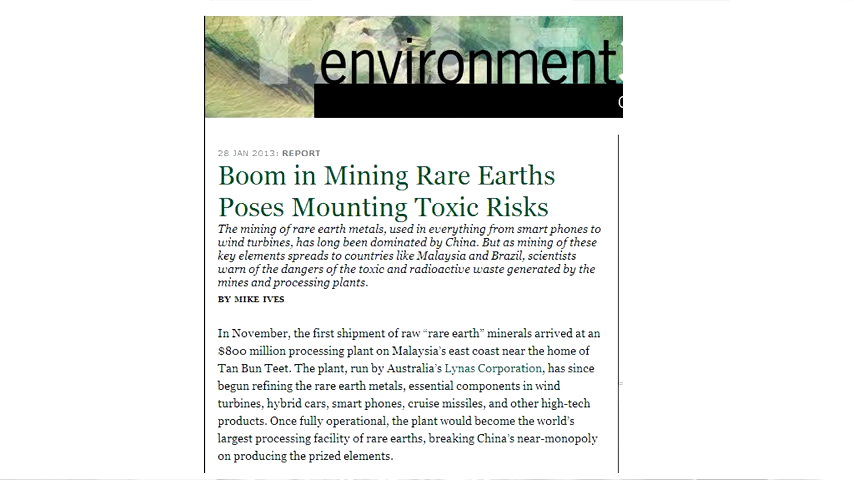 environment
28 JAN 2013: REPORT
Boom in Mining Rare Earths
Poses Mounting Toxic Risks
The mining of rare earth metals, used in everything from smart phones to
wind turbines, has long been dominated by China. But as mining of these
key elements spreads to countries like Malaysia and Brazil, scientists
warn of the dangers of the toxic and radioactive waste generated by the
mines and processing plants.
BY MIKE IVES
In November, the first shipment of raw “rare earth” minerals arrived at an
$800 million processing plant on Malaysia’s east coast near the home of
Tan Bun Teet. The plant, run by Australia’s Lynas Corporation, has since
begun refining the rare earth metals, essential components in wind
turbines, hybrid cars, smart phones, cruise missiles, and other high-tech
products. Once fully operational, the plant would become the world’s
largest processing facility of rare earths, breaking China’s near-monopoly
on producing the prized elements.